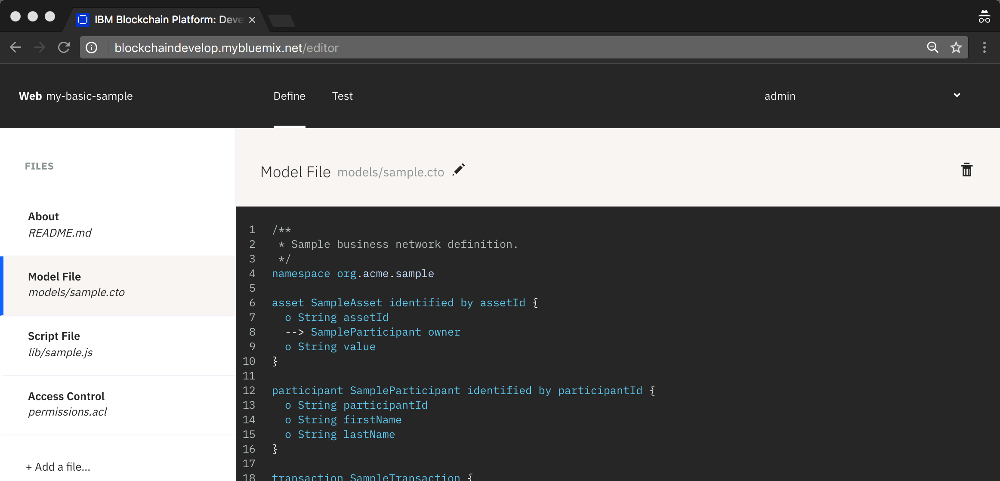 IBM Blockchain Platform: Deve
blockchaindevelop.mybluemix.net/editor
Web my-basic-sample
Define
Test
admin
FILES
About
README.md
Model File
models/sample.cto
Script File
lib/sample.js
Access Control
permissions.acl
+ Add a file...
Model File models/sample.cto
1 /**
2  * Sample business network definition.
3  */
4 namespace org.acme.sample
5
6 asset SampleAsset identified by assetId {
7   o String assetId
8   --> SampleParticipant owner
9   o String value
10 }
11
12 participant SampleParticipant identified by participantId {
13   o String participantId
14   o String firstName
15   o String lastName
16 }
17
18 transaction SampleTransaction {